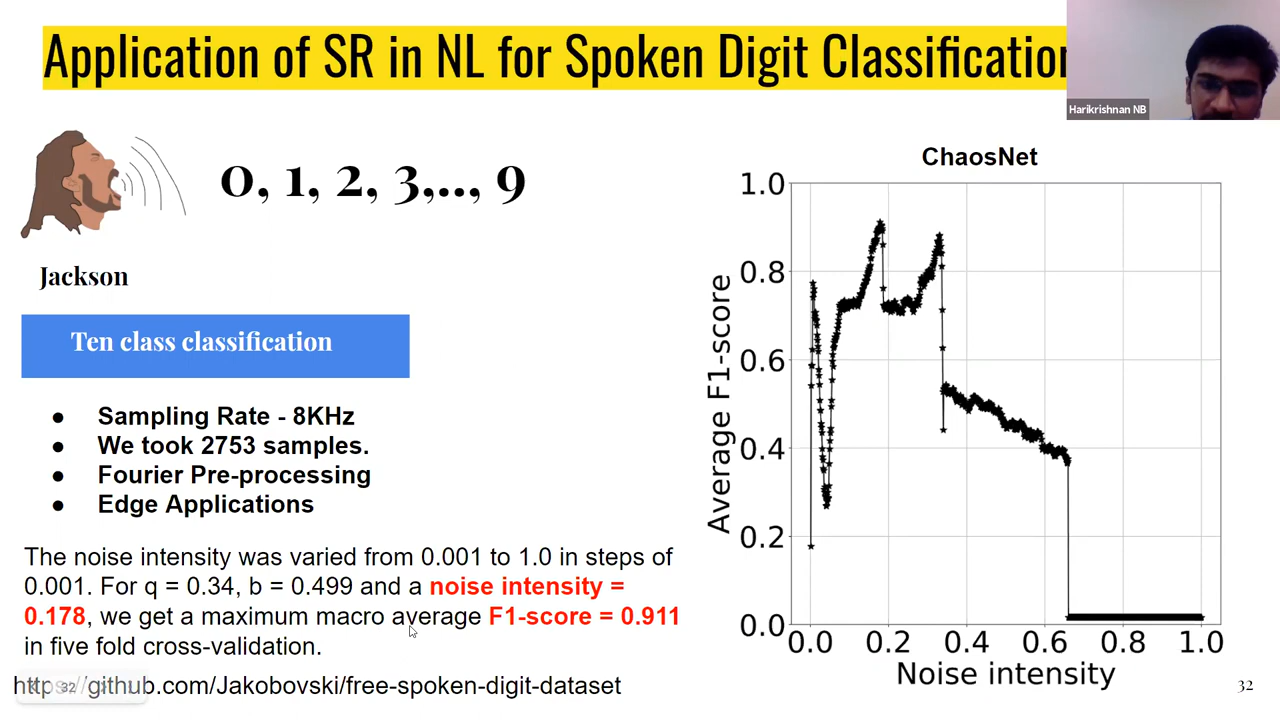 Application of SR in NL for Spoken Digit Classification
Harikrishnan NB
0, 1, 2, 3,.., 9
Jackson
Ten class classification
● Sampling Rate - 8KHz
● We took 2753 samples.
● Fourier Pre-processing
● Edge Applications
The noise intensity was varied from 0.001 to 1.0 in steps of
0.001. For q = 0.34, b = 0.499 and a noise intensity =
0.178, we get a maximum macro average F1-score = 0.911
in five fold cross-validation.
https://github.com/Jakobovski/free-spoken-digit-dataset
32
ChaosNet
Average F1-score
1.0
0.8
0.6
0.4
0.2
0.0
0.0 0.2 0.4 0.6 0.8 1.0
Noise intensity
32